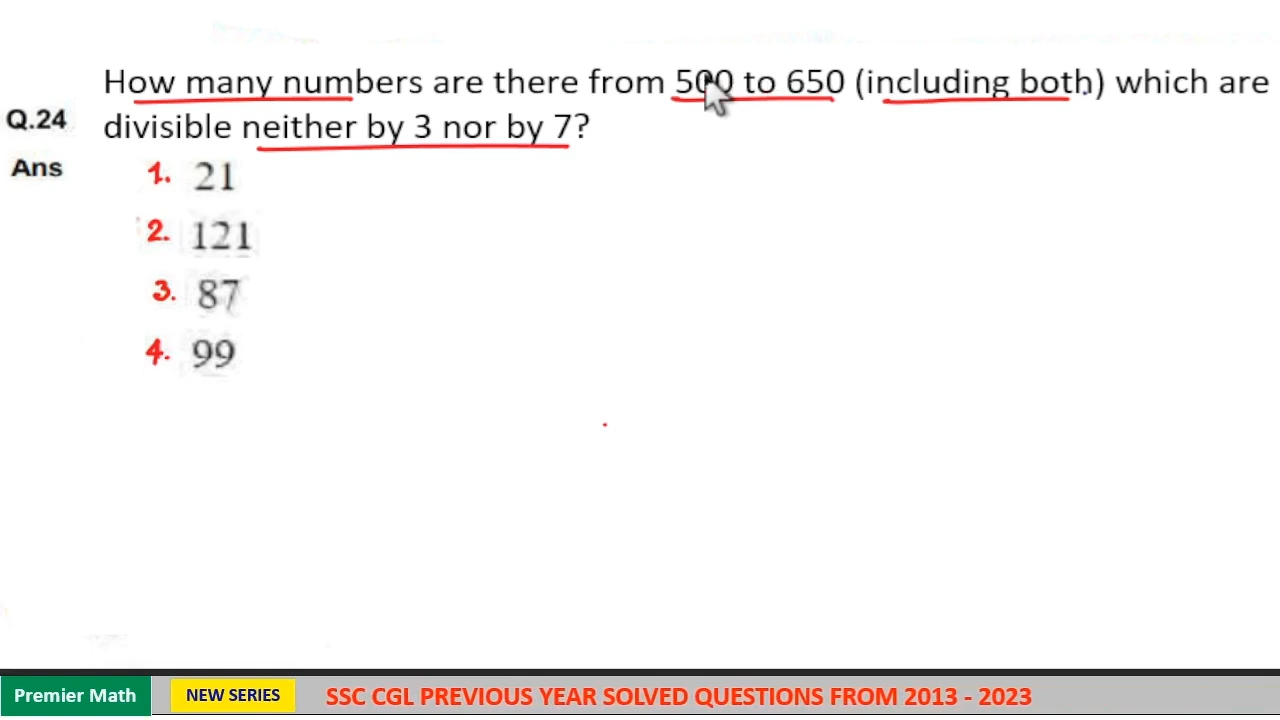 How many numbers are there from 500 to 650 (including both) which are
Q.24
divisible neither by 3 nor by 7?
Ans
1. 21
2. 121
3. 87
4. 99
Premier Math
NEW SERIES
SSC CGL PREVIOUS YEAR SOLVED QUESTIONS FROM 2013 - 2023